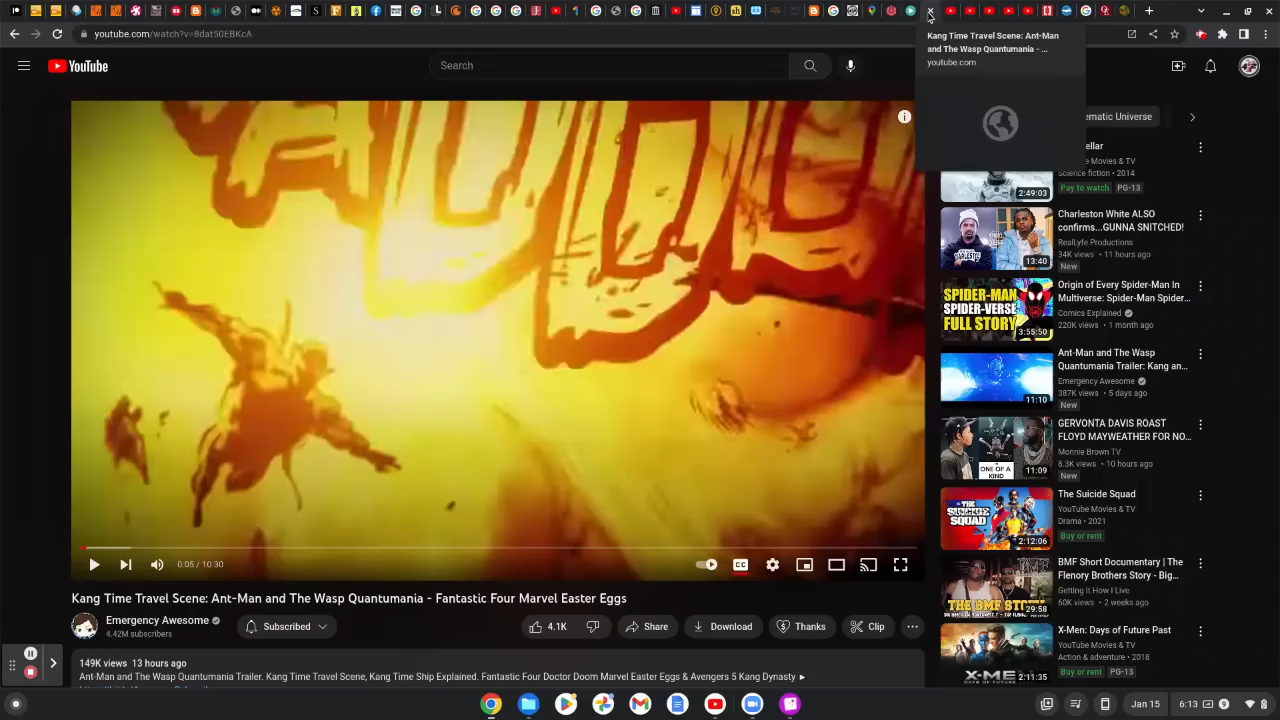 youtube.com/watch?v=8dat50EBKcA
Kang Time Travel Scene: Ant-Man
and The Wasp Quantumania - ...
youtube.com
YouTube
Search
ematic Universe
ellar
Movies & TV
Science fiction • 2014
Pay to watch PG-13
2:49:03
Charleston White ALSO
confirms...GUNNA SNITCHED!
RealLyfe Productions
34K views • 11 hours ago
New
13:40
SPIDER-MAN
SPIDER-VERSE
FULL STORY
3:55:50
Origin of Every Spider-Man In
Multiverse: Spider-Man Spider...
Comics Explained
220K views • 1 month ago
Ant-Man and The Wasp
Quantumania Trailer: Kang an...
Emergency Awesome
387K views • 5 days ago
New
11:10
GERVONTA DAVIS ROAST
FLOYD MAYWEATHER FOR NO...
Monnie Brown TV
8.3K views • 10 hours ago
New
ONE OF A
KIND
11:09
The Suicide Squad
YouTube Movies & TV
Drama • 2021
Buy or rent
THE
SUICIDE
SQUAD
2:12:06
BMF Short Documentary | The
Flenory Brothers Story - Big...
Getting It How I Live
60K views • 2 weeks ago
THE BMF STORY
29:58
X-Men: Days of Future Past
YouTube Movies & TV
Action & adventure • 2018
Buy or rent PG-13
X-ME
2:11:35
0:05 / 10:30
CC
Kang Time Travel Scene: Ant-Man and The Wasp Quantumania - Fantastic Four Marvel Easter Eggs
Emergency Awesome
4.42M subscribers
Subscribed
4.1K
Share
Download
Thanks
Clip
149K views 13 hours ago
Ant-Man and The Wasp Quantumania Trailer. Kang Time Travel Scene, Post Credit Scene Explained. Fantastic Four Doctor Doom Marvel Easter Eggs & Avengers 5 Kang Dynasty ►
Jan 15
6:13